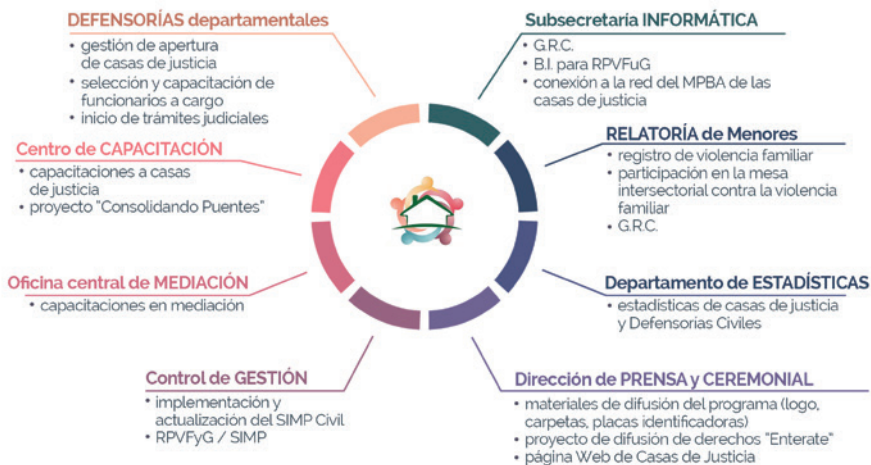 DEFENSORÍAS departamentales
• gestión de apertura
de casas de justicia
• selección y capacitación de
funcionarios a cargo
• inicio de trámites judiciales
Centro de CAPACITACIÓN
• capacitaciones a casas
de justicia
• proyecto "Consolidando Puentes"
Oficina central de MEDIACIÓN
• capacitaciones en mediación
Control de GESTIÓN
• implementación y
actualización del SIMP Civil
• RPVFyG / SIMP
Subsecretaría INFORMÁTICA
• G.R.C.
• B.I. para RPVFuG
• conexión a la red del MPBA de las
casas de justicia
RELATORÍA de Menores
• registro de violencia familiar
• participación en la mesa
intersectorial contra la violencia
familiar
• G.R.C.
Departamento de ESTADÍSTICAS
• estadísticas de casas de justicia
y Defensorías Civiles
Dirección de PRENSA y CEREMONIAL
• materiales de difusión del programa (logo,
carpetas, placas identificadoras)
• proyecto de difusión de derechos "Enterate"
• página Web de Casas de Justicia